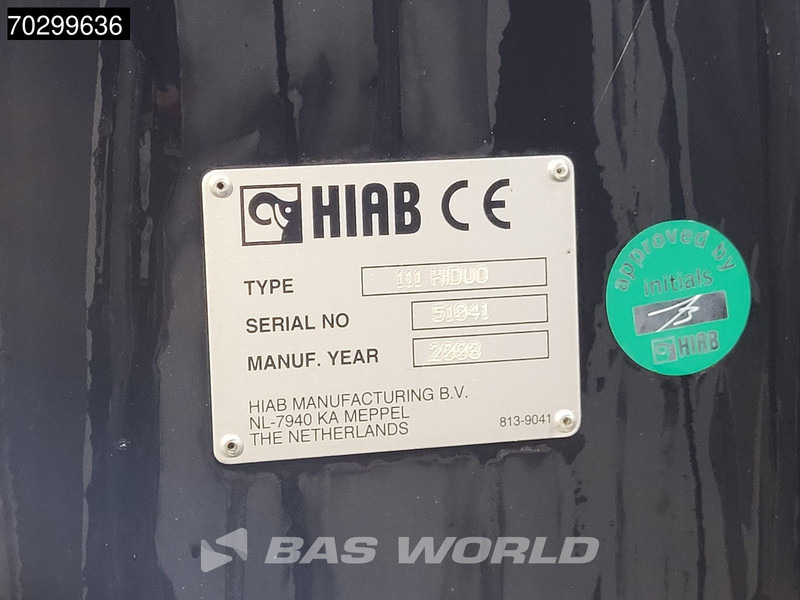 70299636
HIAB CE
TYPE 111 HIDUO
SERIAL NO 51041
MANUF. YEAR
HIAB MANUFACTURING B.V.
NL-7940 KA MEPPEL
THE NETHERLANDS
813-9041
approved by
initials
HIAB
BAS WORLD